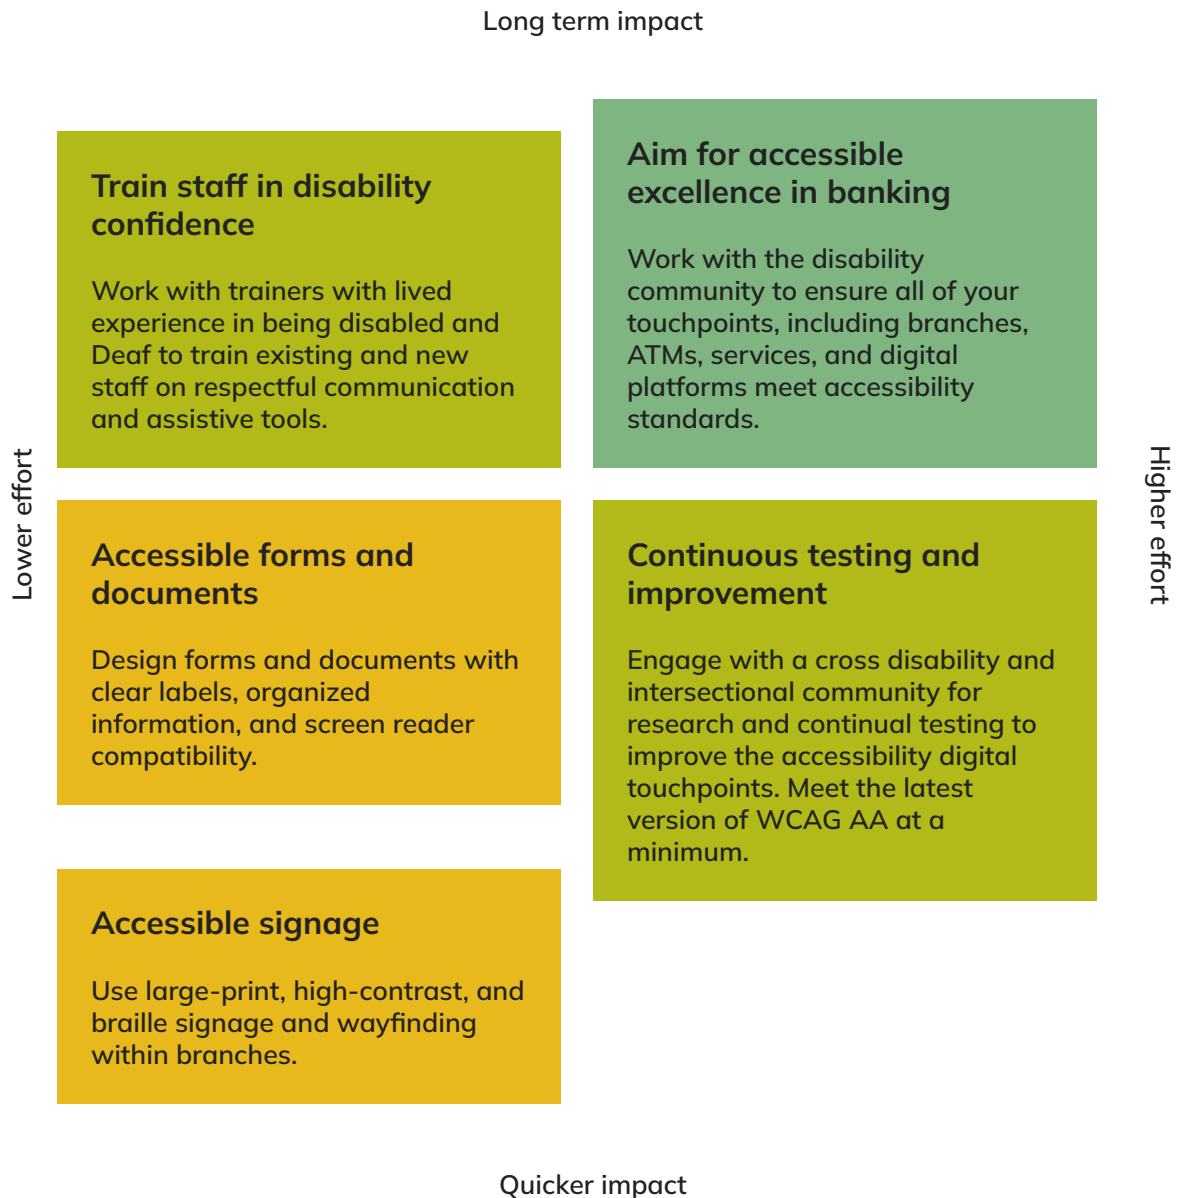 Long term impact
Train staff in disability
confidence
Work with trainers with lived
experience in being disabled and
Deaf to train existing and new
staff on respectful communication
and assistive tools.
Aim for accessible
excellence in banking
Work with the disability
community to ensure all of your
touchpoints, including branches,
ATMs, services, and digital
platforms meet accessibility
standards.
Lower effort
Higher effort
Accessible forms and
documents
Design forms and documents with
clear labels, organized
information, and screen reader
compatibility.
Continuous testing and
improvement
Engage with a cross disability and
intersectional community for
research and continual testing to
improve the accessibility digital
touchpoints. Meet the latest
version of WCAG AA at a
minimum.
Accessible signage
Use large-print, high-contrast, and
braille signage and wayfinding
within branches.
Quicker impact